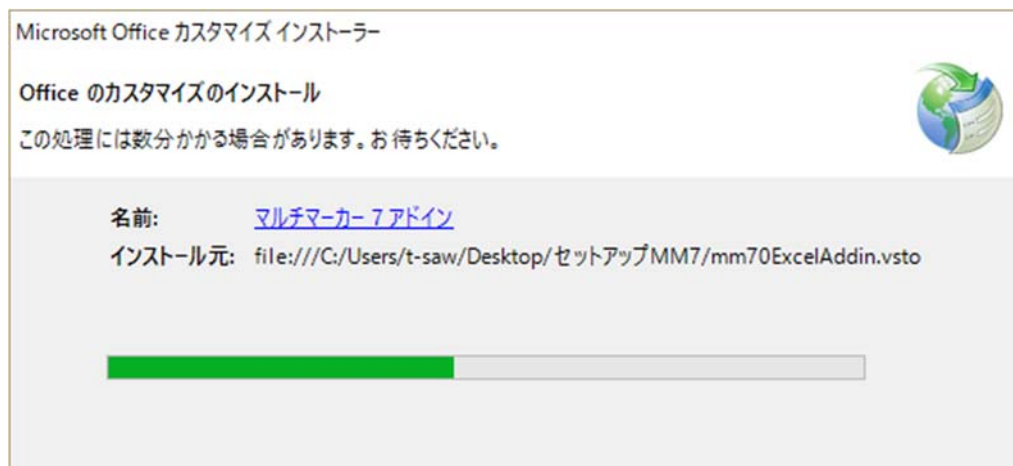 Microsoft Office カスタマイズ インストーラー
Office のカスタマイズのインストール
この処理には数分かかる場合があります。お待ちください。
名前: マルチマーカー 7 アドイン
インストール元: file:///C:/Users/t-saw/Desktop/セットアップMM7/mm70ExcelAddin.vsto